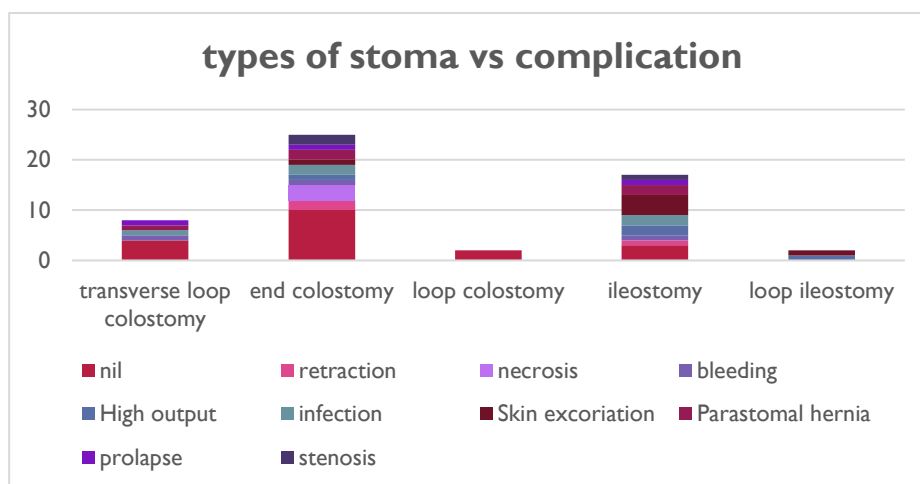 types of stoma vs complication
30
20
10
0
transverse loop colostomy
end colostomy
loop colostomy
ileostomy
loop ileostomy
nil
retraction
necrosis
bleeding
High output
infection
Skin excoriation
Parastomal hernia
prolapse
stenosis